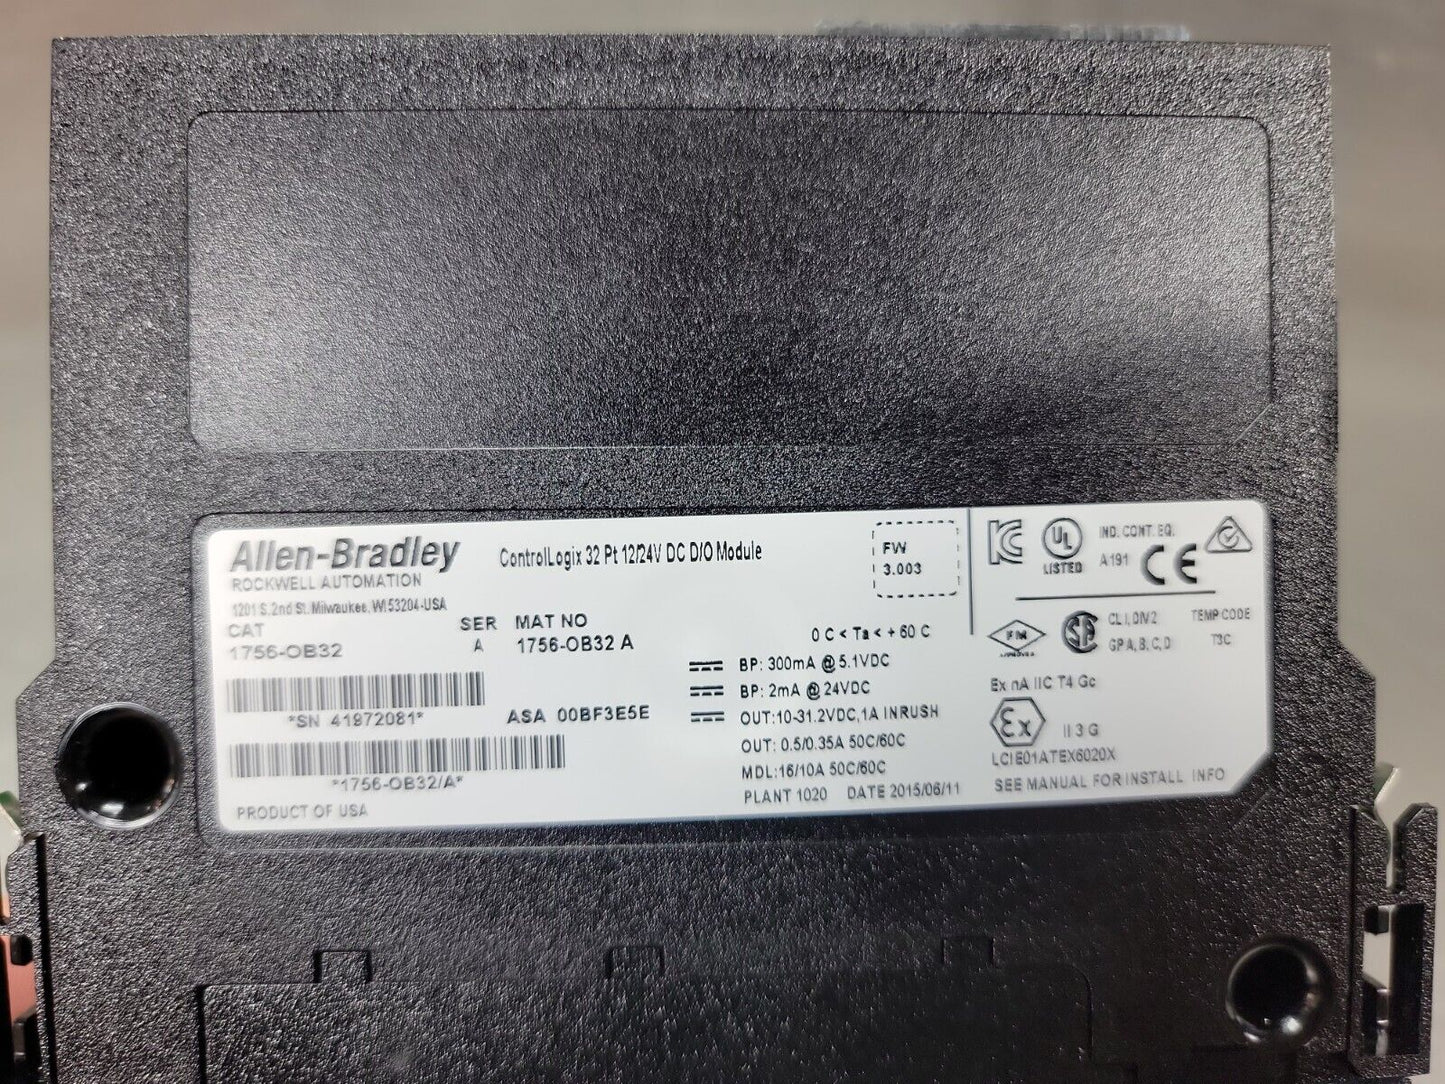 Allen-Bradley
ROCKWELL AUTOMATION
1201 S. 2nd St. Milwaukee, WI 53204-USA
ControlLogix 32 Pt 12/24V DC D/O Module
FW
3.003
CAT
1756-OB32
SER
A
MAT NO
1756-OB32 A
*SN 41972081*
ASA 00BF3E5E
*1756-OB32/A*
PRODUCT OF USA
0 C < Ta < + 60 C
BP: 300mA @ 5.1VDC
BP: 2mA @ 24VDC
OUT:10-31.2VDC,1A INRUSH
OUT: 0.5/0.35A 50C/60C
MDL:16/10A 50C/60C
PLANT 1020 DATE 2015/06/11
UL
LISTED
IND. CONT. EQ.
A191
CE
FM
APPROVED
CL I, DIV 2
GP A, B, C, D
TEMP CODE
T3C
Ex nA IIC T4 Gc
Ex
II 3 G
LCIE01ATEX6020X
SEE MANUAL FOR INSTALL INFO